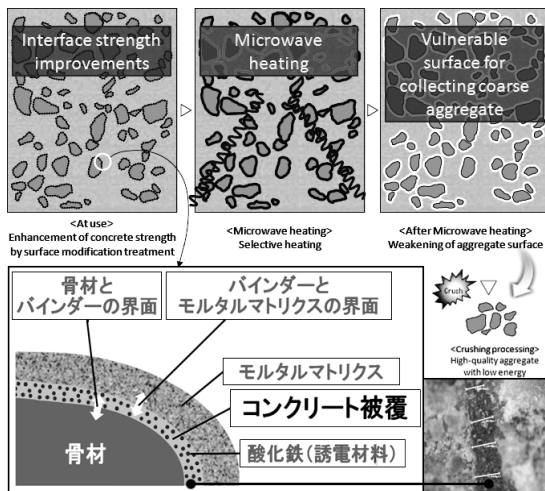 Interface strength
improvements
Microwave
heating
Vulnerable
surface for
collecting coarse
aggregate
<At use>
Enhancement of concrete strength
by surface modification treatment
<Microwave heating>
Selective heating
<After Microwave heating>
Weakening of aggregate surface
Crush
<Crushing processing>
High-quality aggregate
with low energy
骨材と
バインダーの界面
バインダーと
モルタルマトリクスの界面
モルタルマトリクス
コンクリート被覆
酸化鉄(誘電材料)
骨材